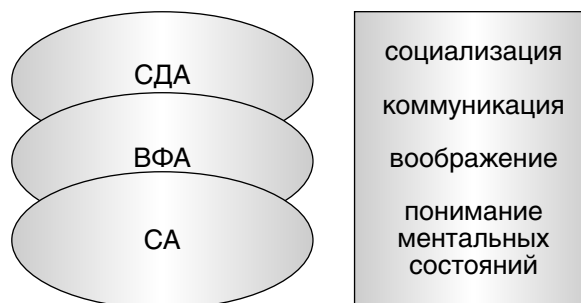 СДА
ВФА
СА
социализация
коммуникация
воображение
понимание
ментальных
состояний